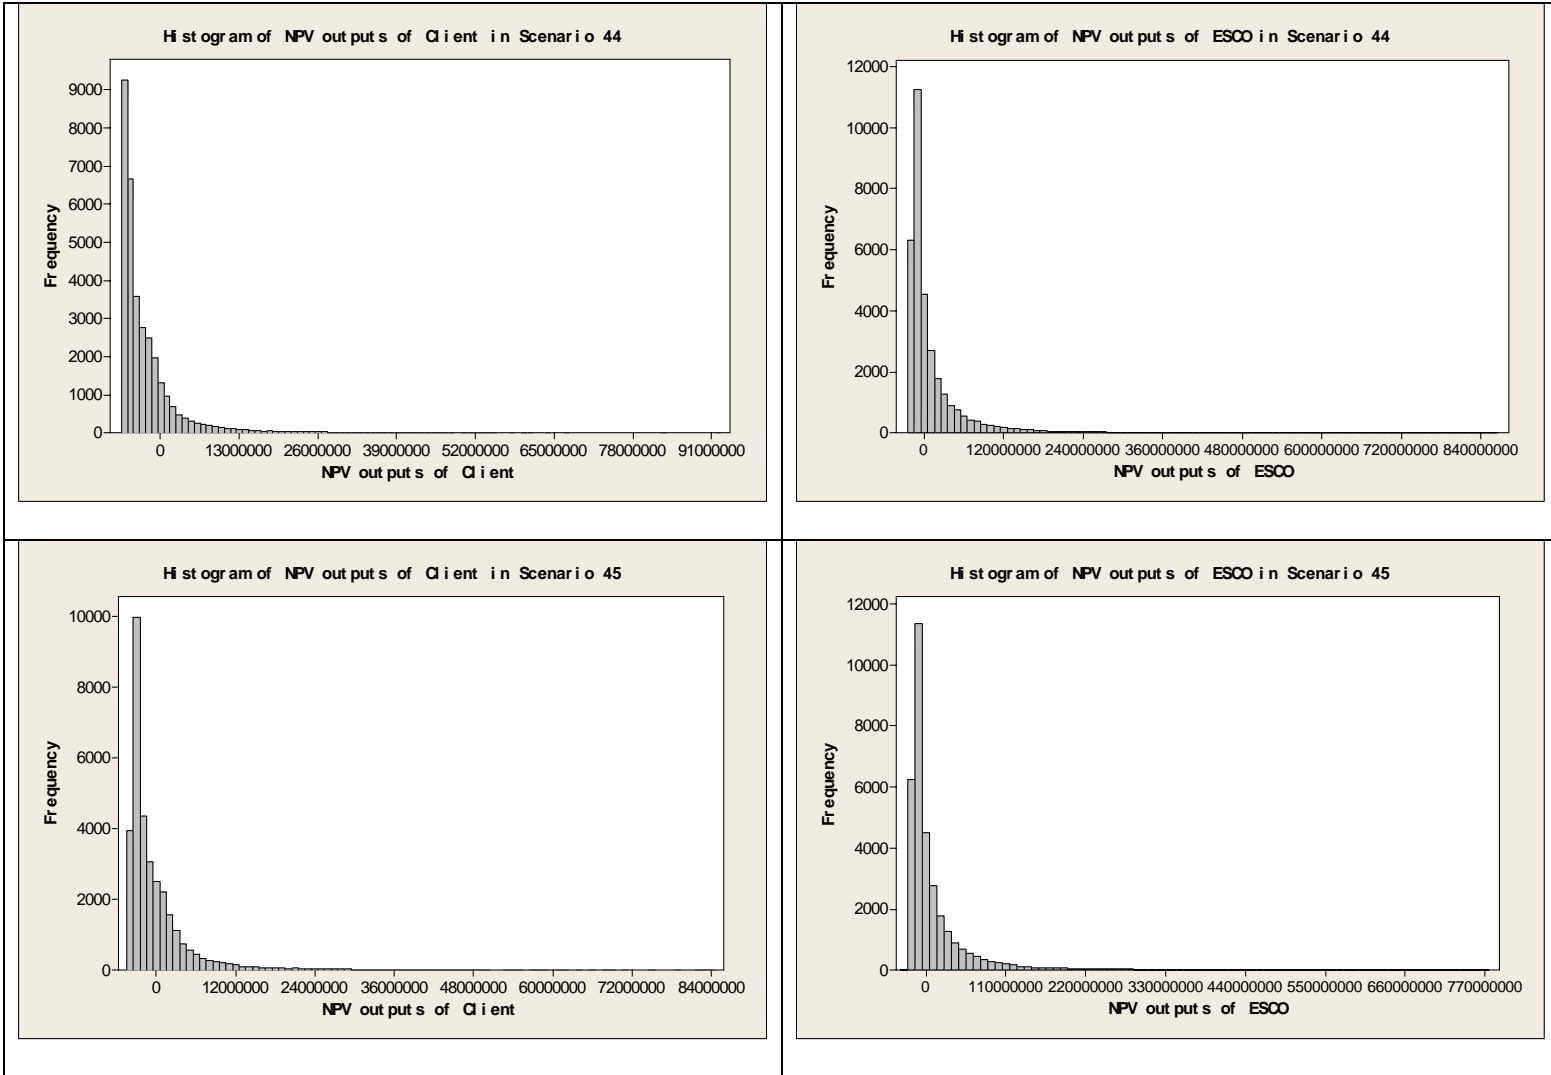 Histogram of NPV outputs of Client in Scenario 44
9000
8000
7000
6000
5000
4000
3000
2000
1000
0
Frequency
0 13000000 26000000 39000000 52000000 65000000 78000000 91000000
NPV outputs of Client
Histogram of NPV outputs of ESCO in Scenario 44
12000
10000
8000
6000
4000
2000
0
Frequency
0 120000000 240000000 360000000 480000000 600000000 720000000 840000000
NPV outputs of ESCO
Histogram of NPV outputs of Client in Scenario 45
10000
8000
6000
4000
2000
0
Frequency
0 12000000 24000000 36000000 48000000 60000000 72000000 84000000
NPV outputs of Client
Histogram of NPV outputs of ESCO in Scenario 45
12000
10000
8000
6000
4000
2000
0
Frequency
0 110000000 220000000 330000000 440000000 550000000 660000000 770000000
NPV outputs of ESCO